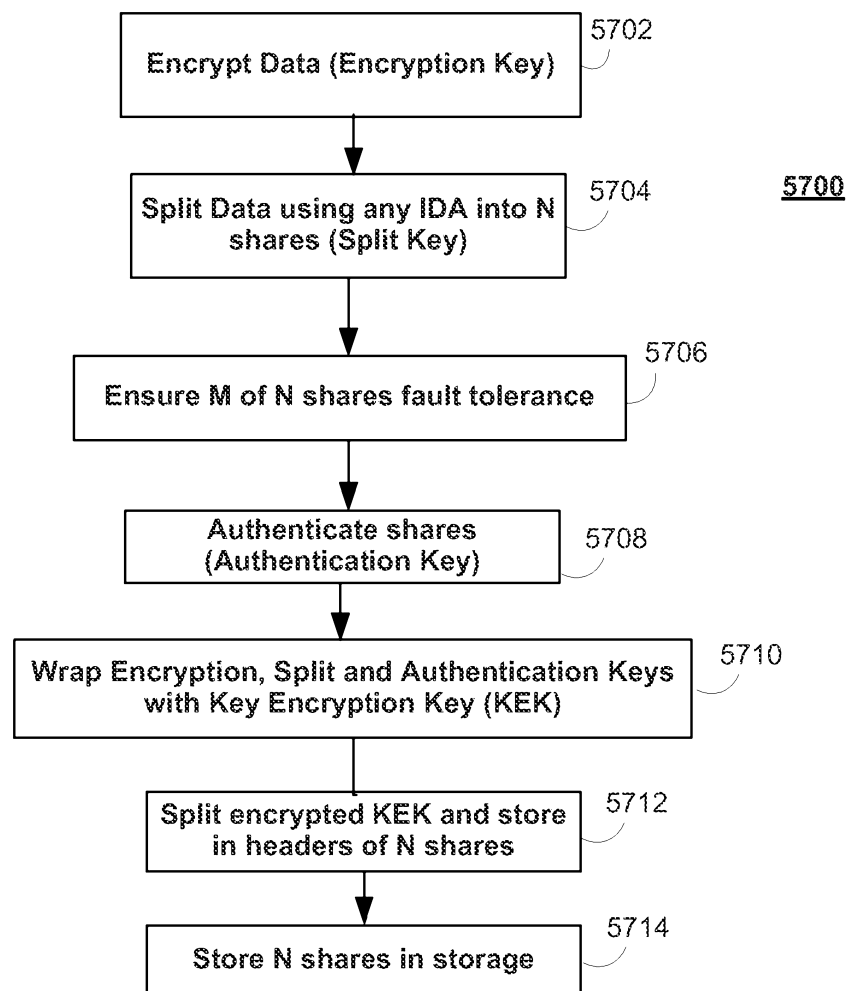 5702
Encrypt Data (Encryption Key)
5700
5704
Split Data using any IDA into N
shares (Split Key)
5706
Ensure M of N shares fault tolerance
5708
Authenticate shares
(Authentication Key)
5710
Wrap Encryption, Split and Authentication Keys
with Key Encryption Key (KEK)
5712
Split encrypted KEK and store
in headers of N shares
5714
Store N shares in storage